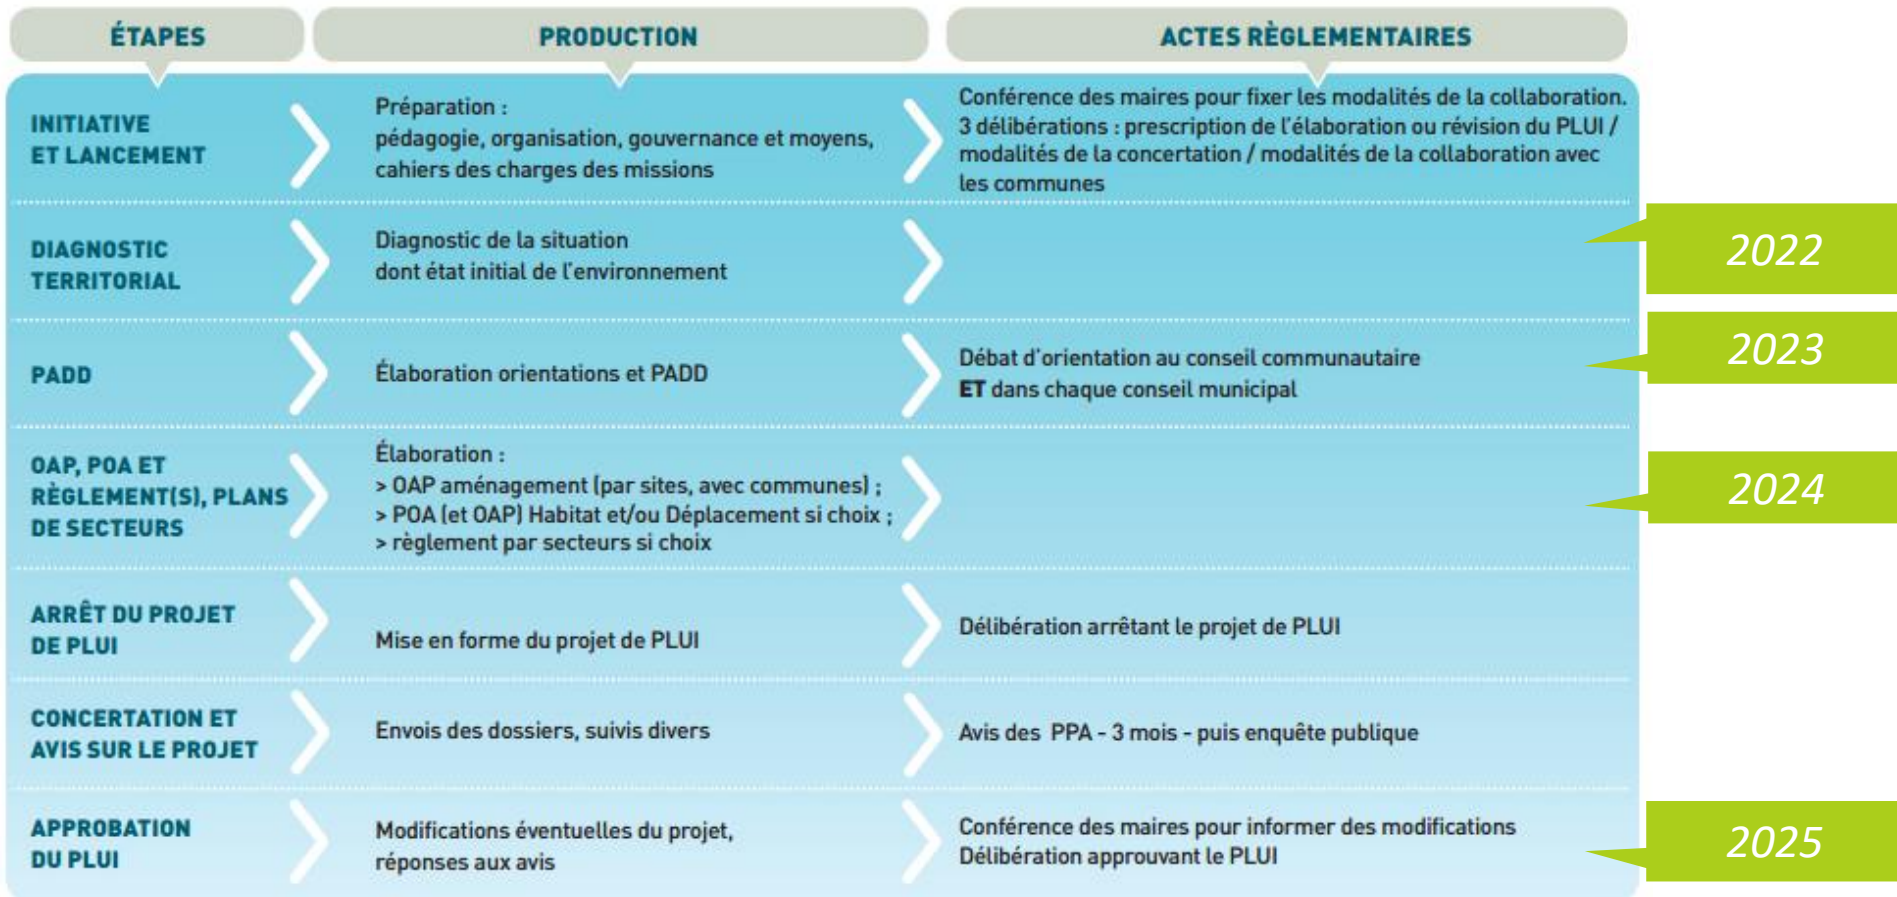 ÉTAPES
PRODUCTION
ACTES RÈGLEMENTAIRES
INITIATIVE
ET LANCEMENT
Préparation :
pédagogie, organisation, gouvernance et moyens,
cahiers des charges des missions
Conférence des maires pour fixer les modalités de la collaboration.
3 délibérations : prescription de l'élaboration ou révision du PLUI /
modalités de la concertation / modalités de la collaboration avec
les communes
DIAGNOSTIC
TERRITORIAL
Diagnostic de la situation
dont état initial de l'environnement
2022
PADD
Élaboration orientations et PADD
Débat d'orientation au conseil communautaire
ET dans chaque conseil municipal
2023
OAP, POA ET
RÈGLEMENT(S), PLANS
DE SECTEURS
Élaboration :
> OAP aménagement (par sites, avec communes) ;
> POA (et OAP) Habitat et/ou Déplacement si choix ;
> règlement par secteurs si choix
2024
ARRÊT DU PROJET
DE PLUI
Mise en forme du projet de PLUI
Délibération arrêtant le projet de PLUI
CONCERTATION ET
AVIS SUR LE PROJET
Envois des dossiers, suivis divers
Avis des PPA - 3 mois - puis enquête publique
APPROBATION
DU PLUI
Modifications éventuelles du projet,
réponses aux avis
Conférence des maires pour informer des modifications
Délibération approuvant le PLUI
2025